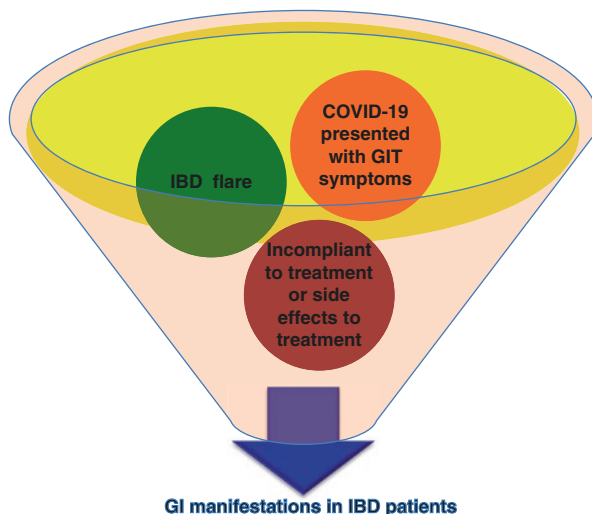 COVID-19
presented
with GIT
symptoms
IBD flare
Incompliant
to treatment
or side
effects to
treatment
GI manifestations in IBD patients